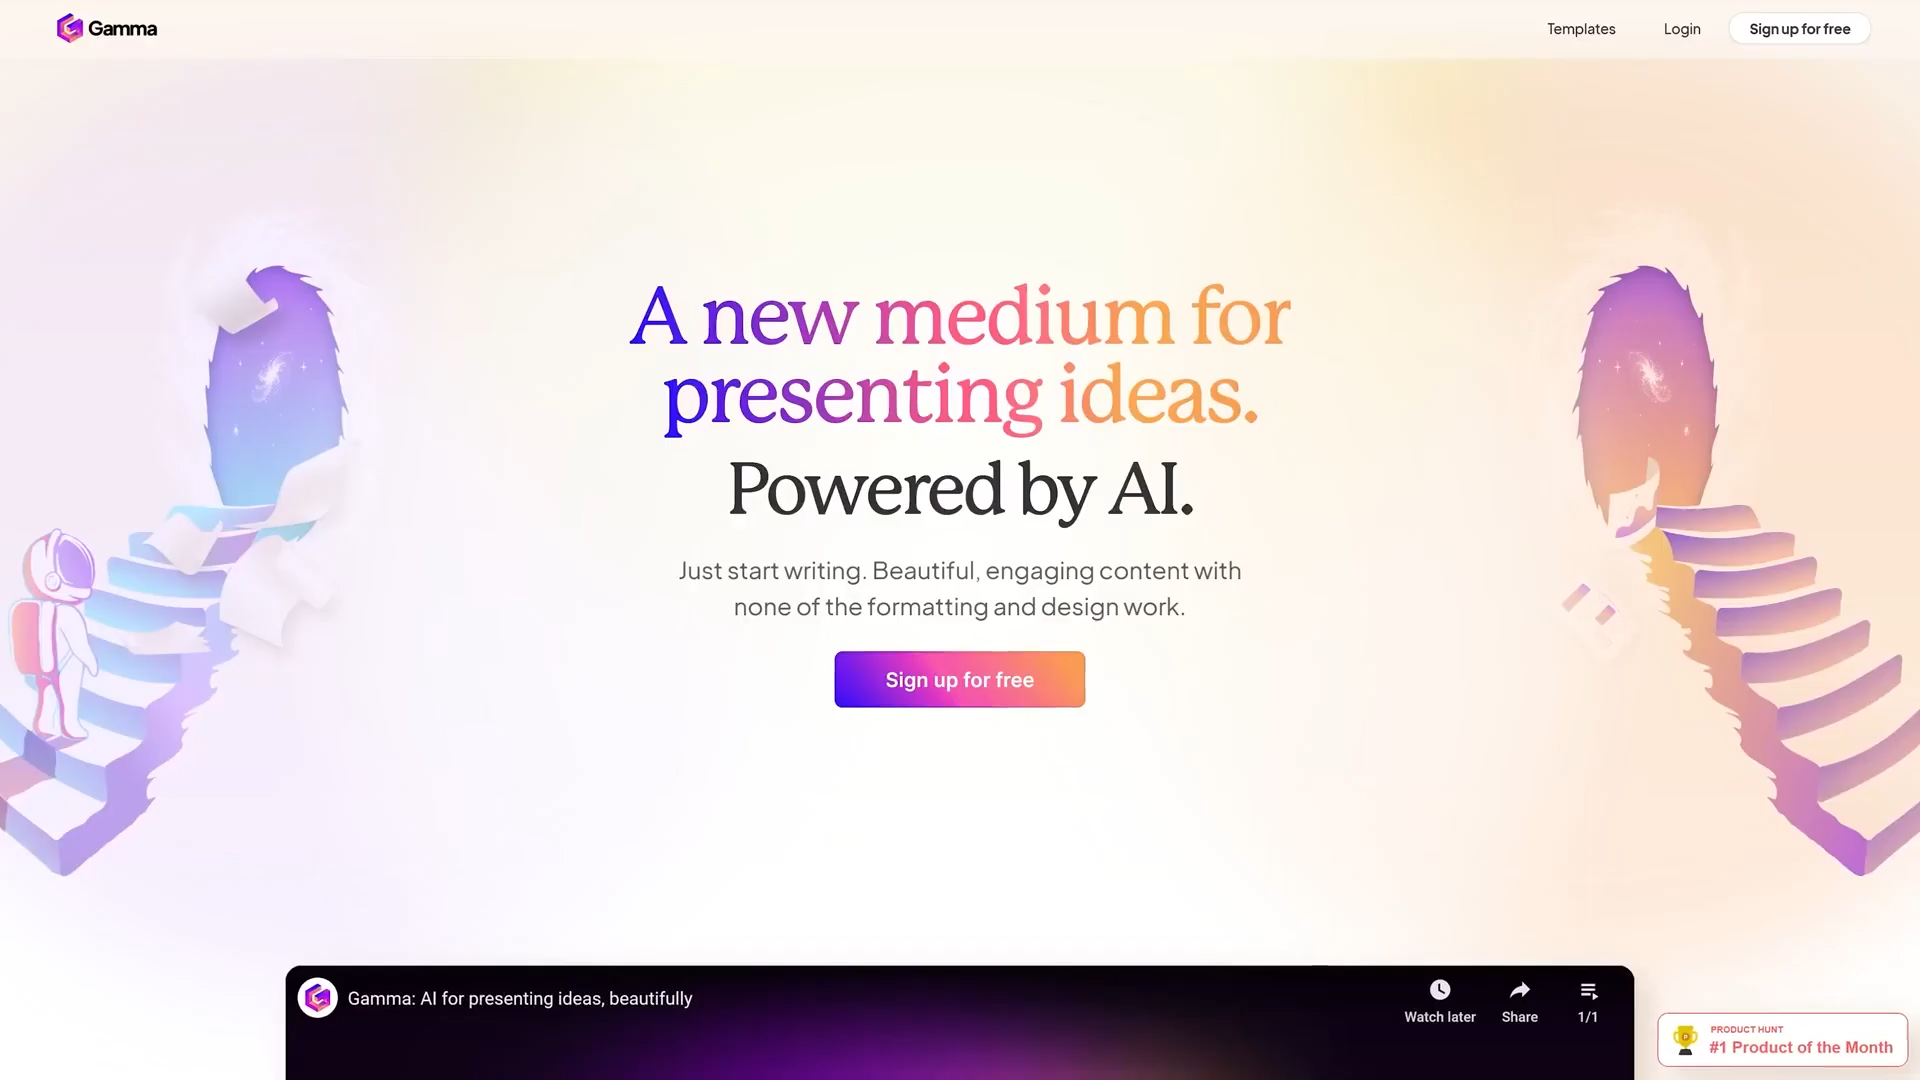 Gamma
Templates
Login
Sign up for free
A new medium for
presenting ideas.
Powered by AI.
Just start writing. Beautiful, engaging content with
none of the formatting and design work.
Sign up for free
Gamma: AI for presenting ideas, beautifully
Watch later
Share
1/1
PRODUCT HUNT
#1 Product of the Month